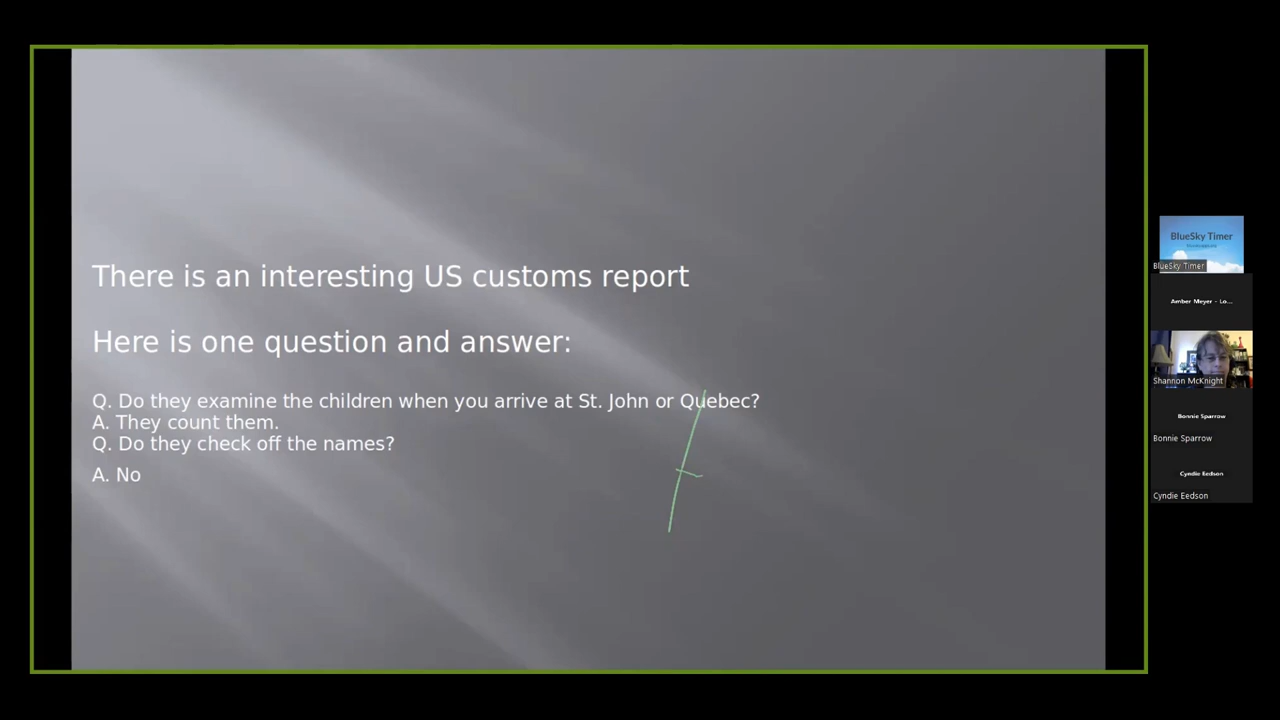 There is an interesting US customs report
Here is one question and answer:
Q. Do they examine the children when you arrive at St. John or Quebec?
A. They count them.
Q. Do they check off the names?
A. No
BlueSky Timer
BlueSky Timer
Amber Meyer - Lo...
Shannon McKnight
Bonnie Sparrow
Bonnie Sparrow
Cyndie Eedson
Cyndie Eedson